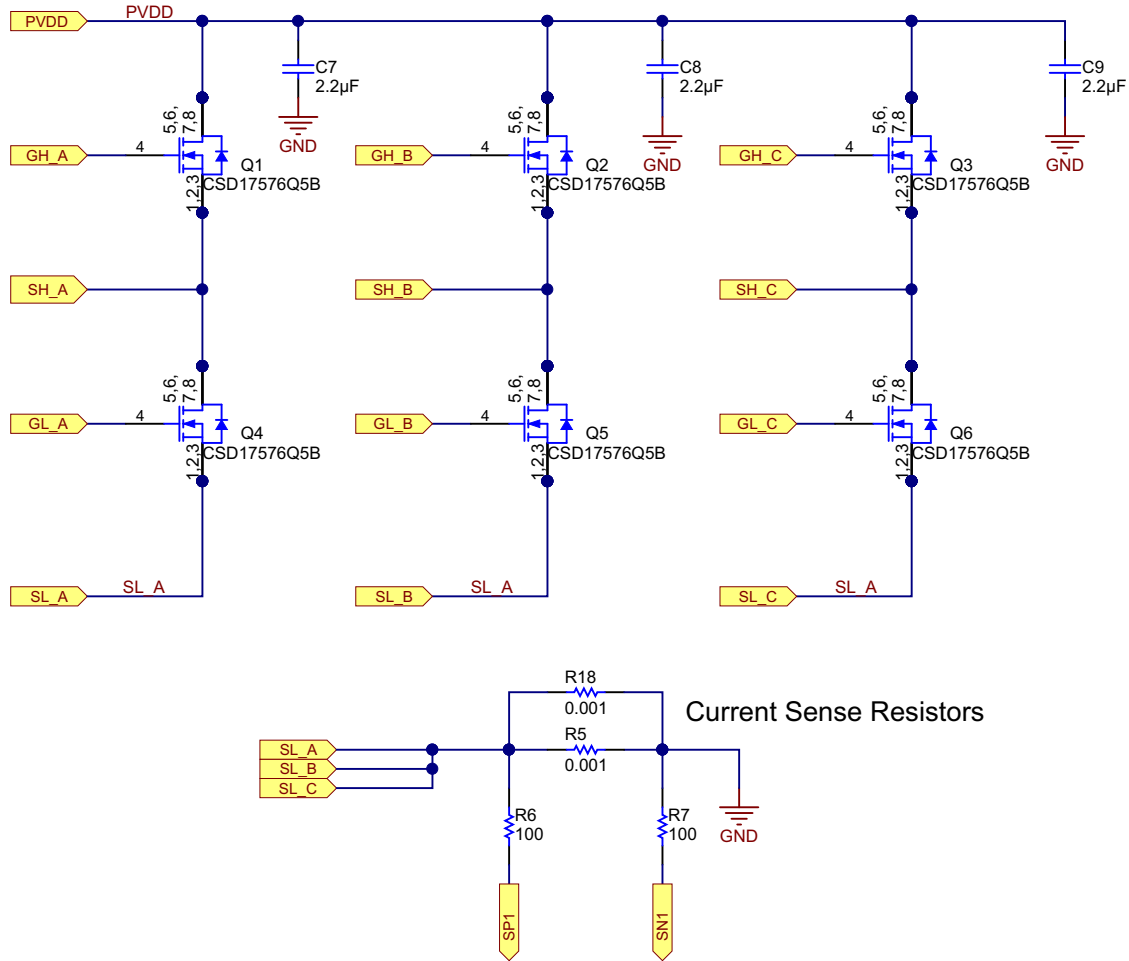 PVDD PVDD
C7
2.2µF
GND
C8
2.2µF
GND
C9
2.2µF
GND
GH_A 4 5,6,
7,8
1,2,3
Q1
CSD17576Q5B
GH_B 4 5,6,
7,8
1,2,3
Q2
CSD17576Q5B
GH_C 4 5,6,
7,8
1,2,3
Q3
CSD17576Q5B
SH_A
SH_B
SH_C
GL_A 4 5,6,
7,8
1,2,3
Q4
CSD17576Q5B
GL_B 4 5,6,
7,8
1,2,3
Q5
CSD17576Q5B
GL_C 4 5,6,
7,8
1,2,3
Q6
CSD17576Q5B
SL_A SL_A
SL_B SL_A
SL_C SL_A
R18
0.001
Current Sense Resistors
R5
0.001
SL_A
SL_B
SL_C
R6
100
R7
100
GND
SP1
SN1